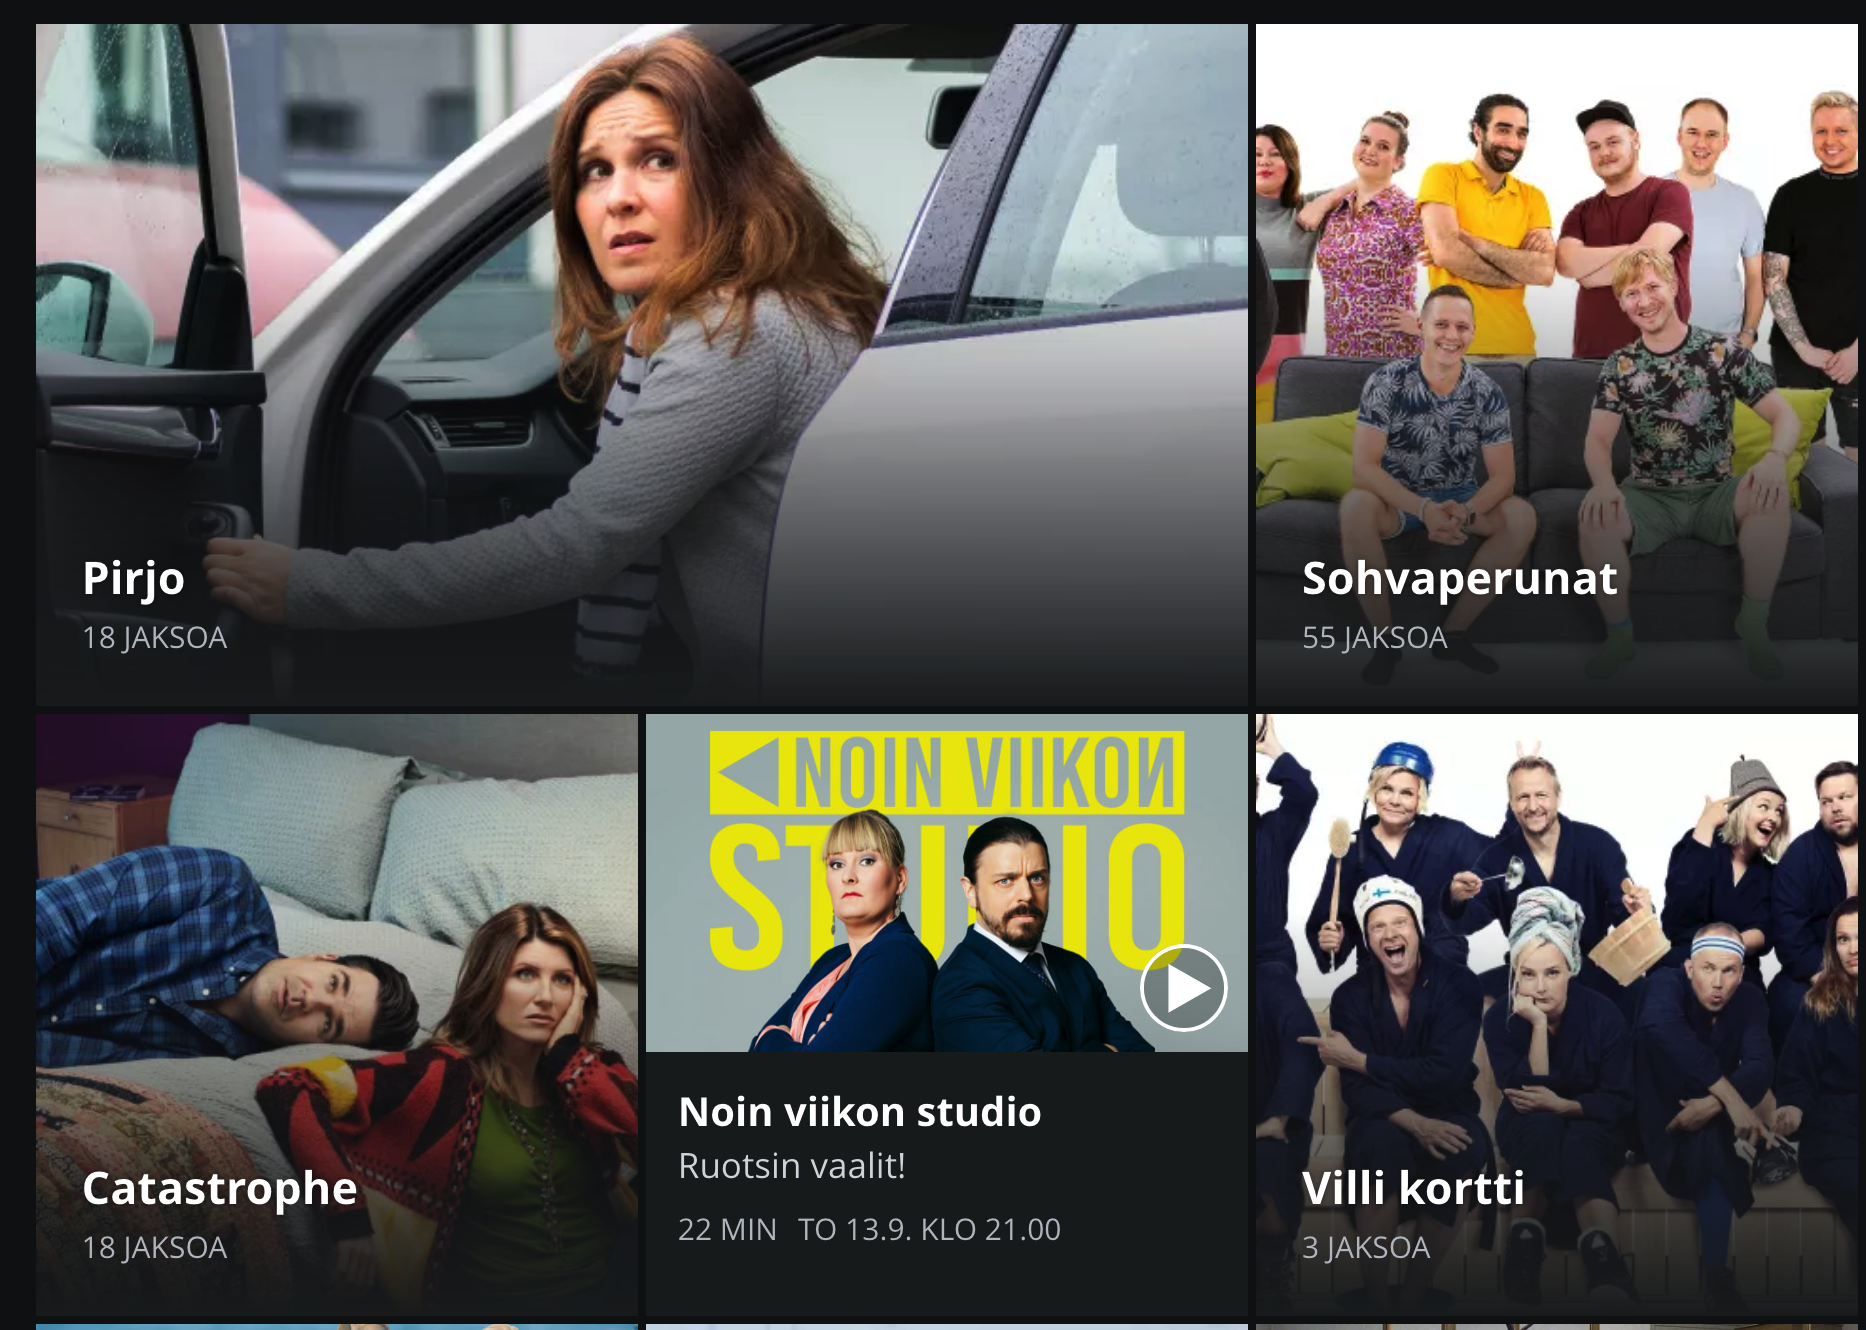 Pirjo
18 JAKSOA
Sohvaperunat
55 JAKSOA
Catastrophe
18 JAKSOA
NOIN VIIKON
STUDIO
Noin viikon studio
Ruotsin vaalit!
22 MIN TO 13.9. KLO 21.00
Villi kortti
3 JAKSOA